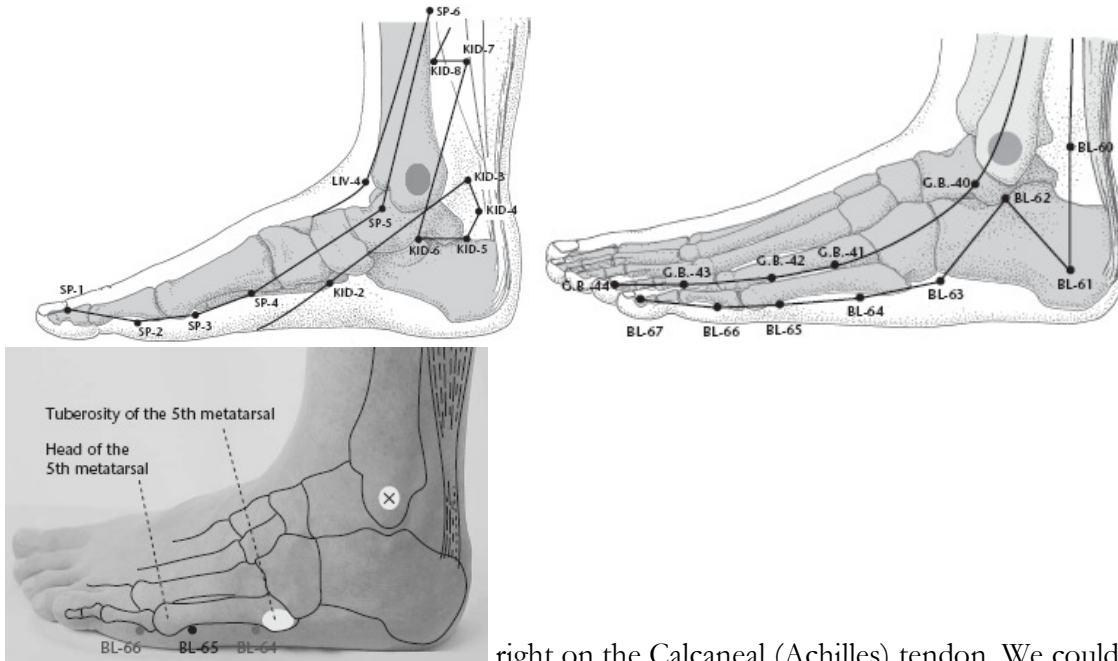 SP-6
KID-7
KID-8
LIV-4
KID-3
SP-5
KID-4
KID-6
KID-5
SP-1
SP-4
KID-2
SP-2
SP-3
BL-60
G.B.-40
BL-62
G.B.-41
G.B.-42
G.B.-43
G.B.-44
BL-61
BL-63
BL-64
BL-67
BL-66
BL-65
Tuberosity of the 5th metatarsal
Head of the
5th metatarsal
BL-66 BL-65 BL-64
right on the Calcaneal (Achilles) tendon. We could